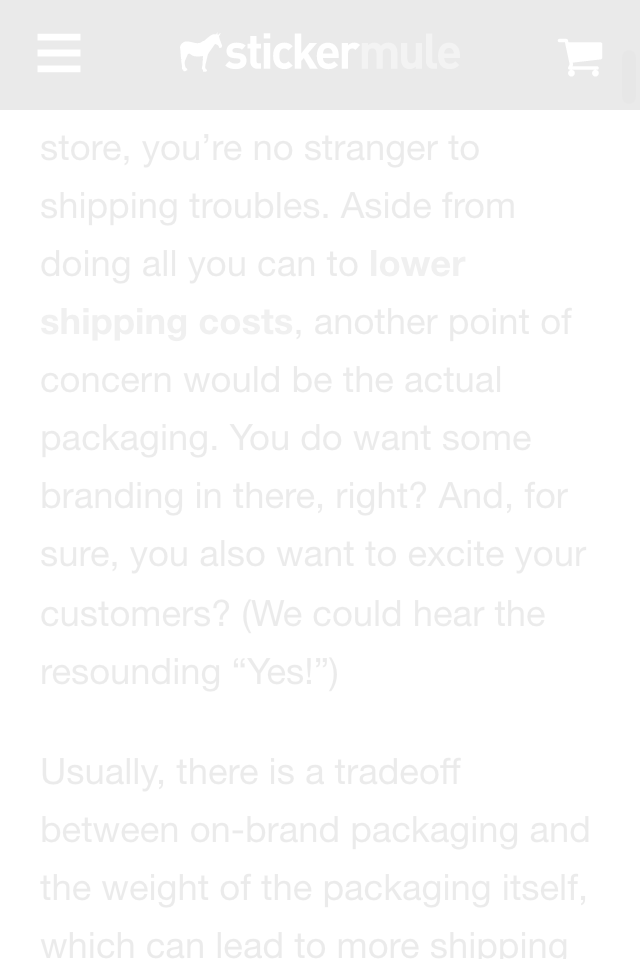 stickermule
store, you’re no stranger to
shipping troubles. Aside from
doing all you can to lower
shipping costs, another point of
concern would be the actual
packaging. You do want some
branding in there, right? And, for
sure, you also want to excite your
customers? (We could hear the
resounding “Yes!”)
Usually, there is a tradeoff
between on-brand packaging and
the weight of the packaging itself,
which can lead to more shipping